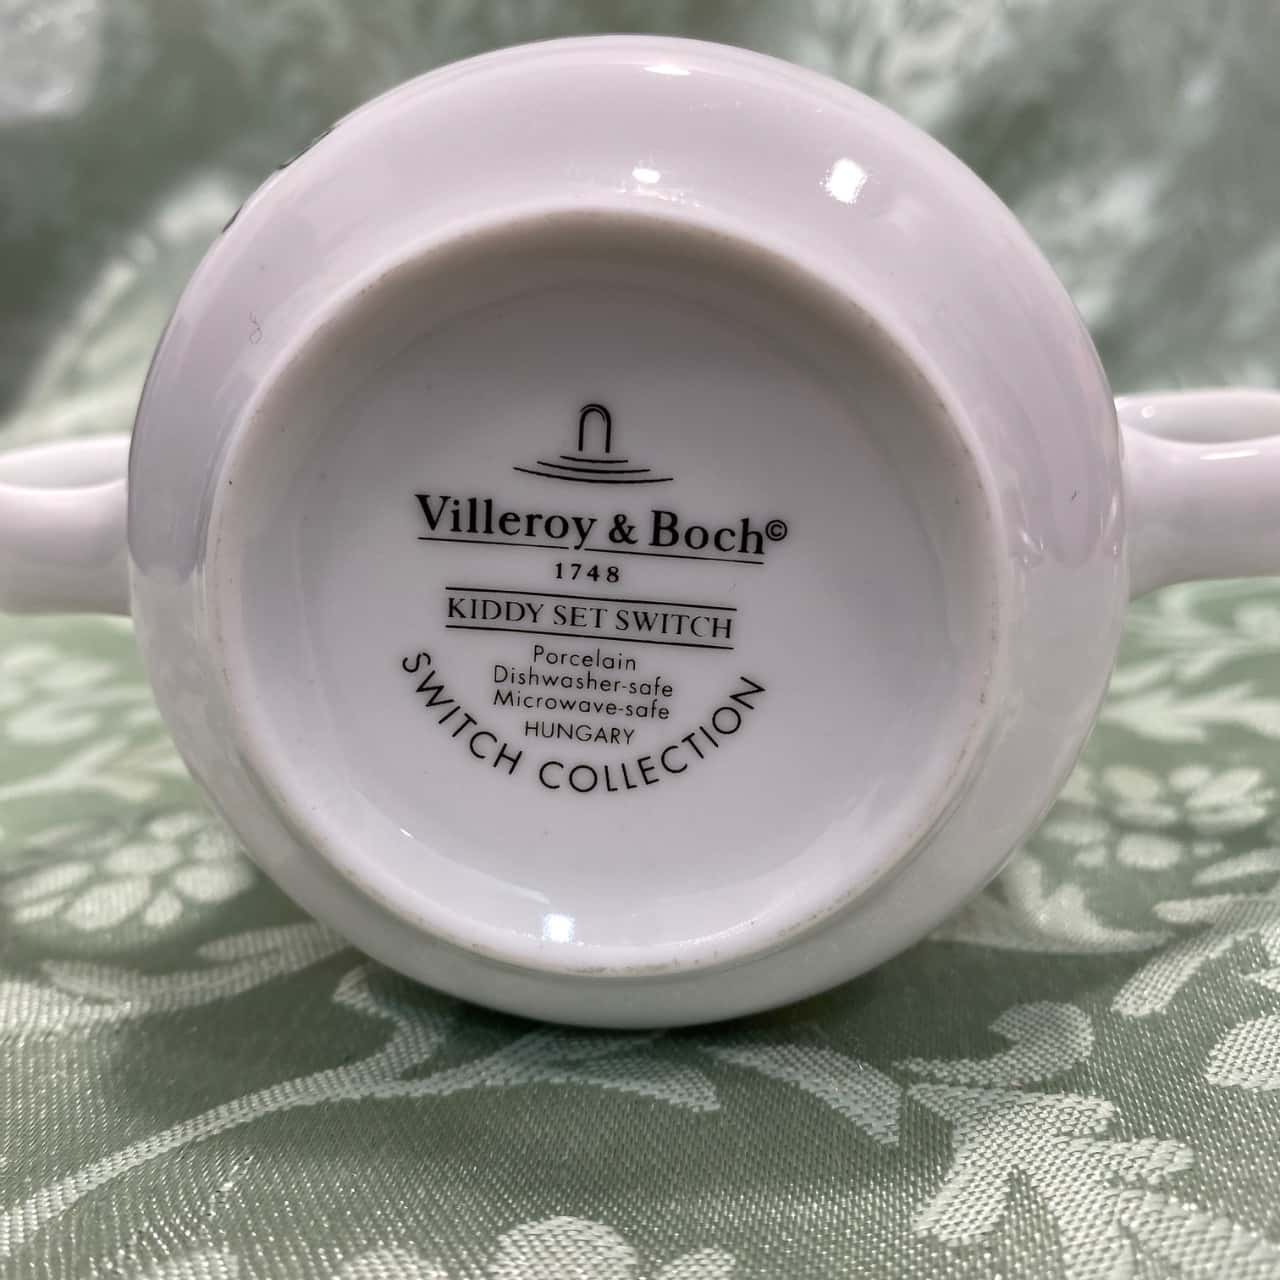 Villeroy & Boch©
1748
KIDDY SET SWITCH
Porcelain
Dishwasher-safe
Microwave-safe
HUNGARY
SWITCH COLLECTION